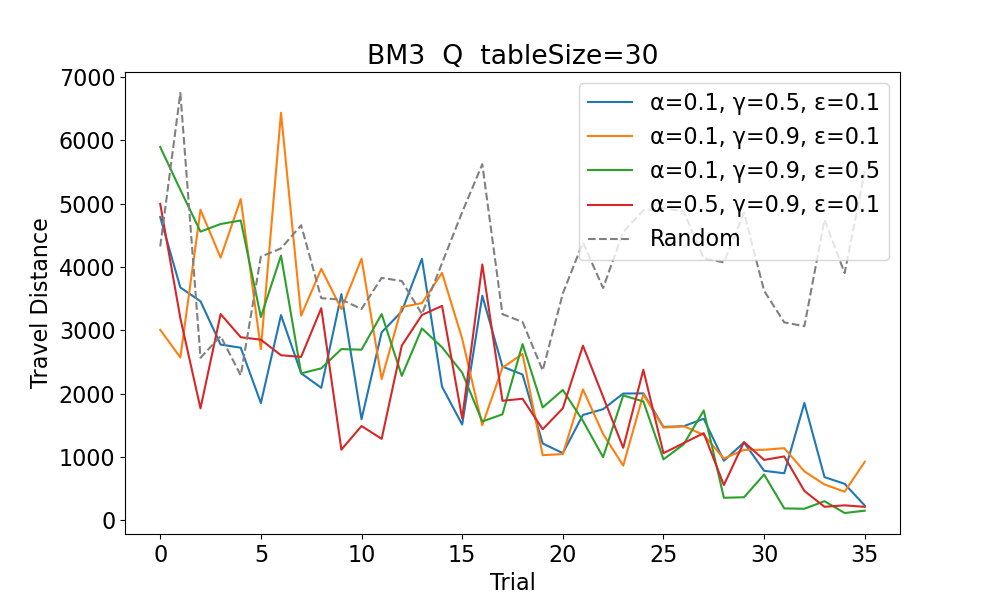 BM3  Q  tableSize=30
7000
6000
5000
4000
3000
2000
1000
0
Travel Distance
α=0.1, γ=0.5, ε=0.1
α=0.1, γ=0.9, ε=0.1
α=0.1, γ=0.9, ε=0.5
α=0.5, γ=0.9, ε=0.1
Random
0 5 10 15 20 25 30 35
Trial